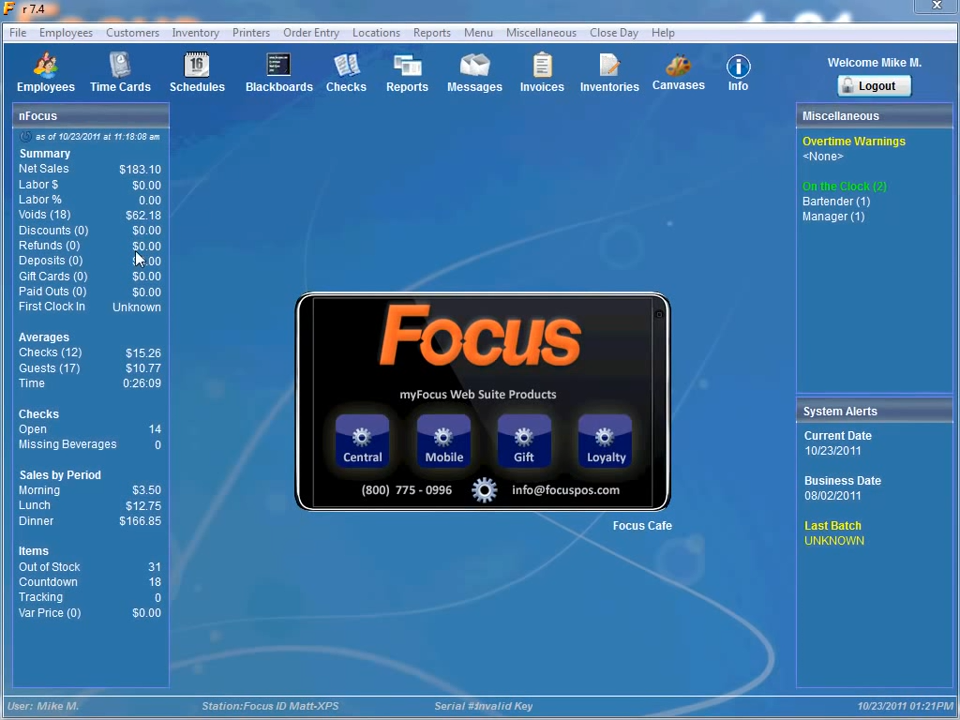 r 7.4
File Employees Customers Inventory Printers Order Entry Locations Reports Menu Miscellaneous Close Day Help
Employees Time Cards 16 Schedules Blackboards Checks Reports Messages Invoices Inventories Canvases Info
Welcome Mike M.
Logout
nFocus
as of 10/23/2011 at 11:18:08 am
Summary
Net Sales $183.10
Labor $ $0.00
Labor % 0.00
Voids (18) $62.18
Discounts (0) $0.00
Refunds (0) $0.00
Deposits (0) .00
Gift Cards (0) $0.00
Paid Outs (0) $0.00
First Clock In Unknown
Averages
Checks (12) $15.26
Guests (17) $10.77
Time 0:26:09
Checks
Open 14
Missing Beverages 0
Sales by Period
Morning $3.50
Lunch $12.75
Dinner $166.85
Items
Out of Stock 31
Countdown 18
Tracking 0
Var Price (0) $0.00
Focus
myFocus Web Suite Products
Central Mobile Gift Loyalty
(800) 775 - 0996 info@focuspos.com
Focus Cafe
Miscellaneous
Overtime Warnings
<None>
On the Clock (2)
Bartender (1)
Manager (1)
System Alerts
Current Date
10/23/2011
Business Date
08/02/2011
Last Batch
UNKNOWN
User: Mike M. Station:Focus ID Matt-XPS Serial #:Invalid Key 10/23/2011 01:21PM